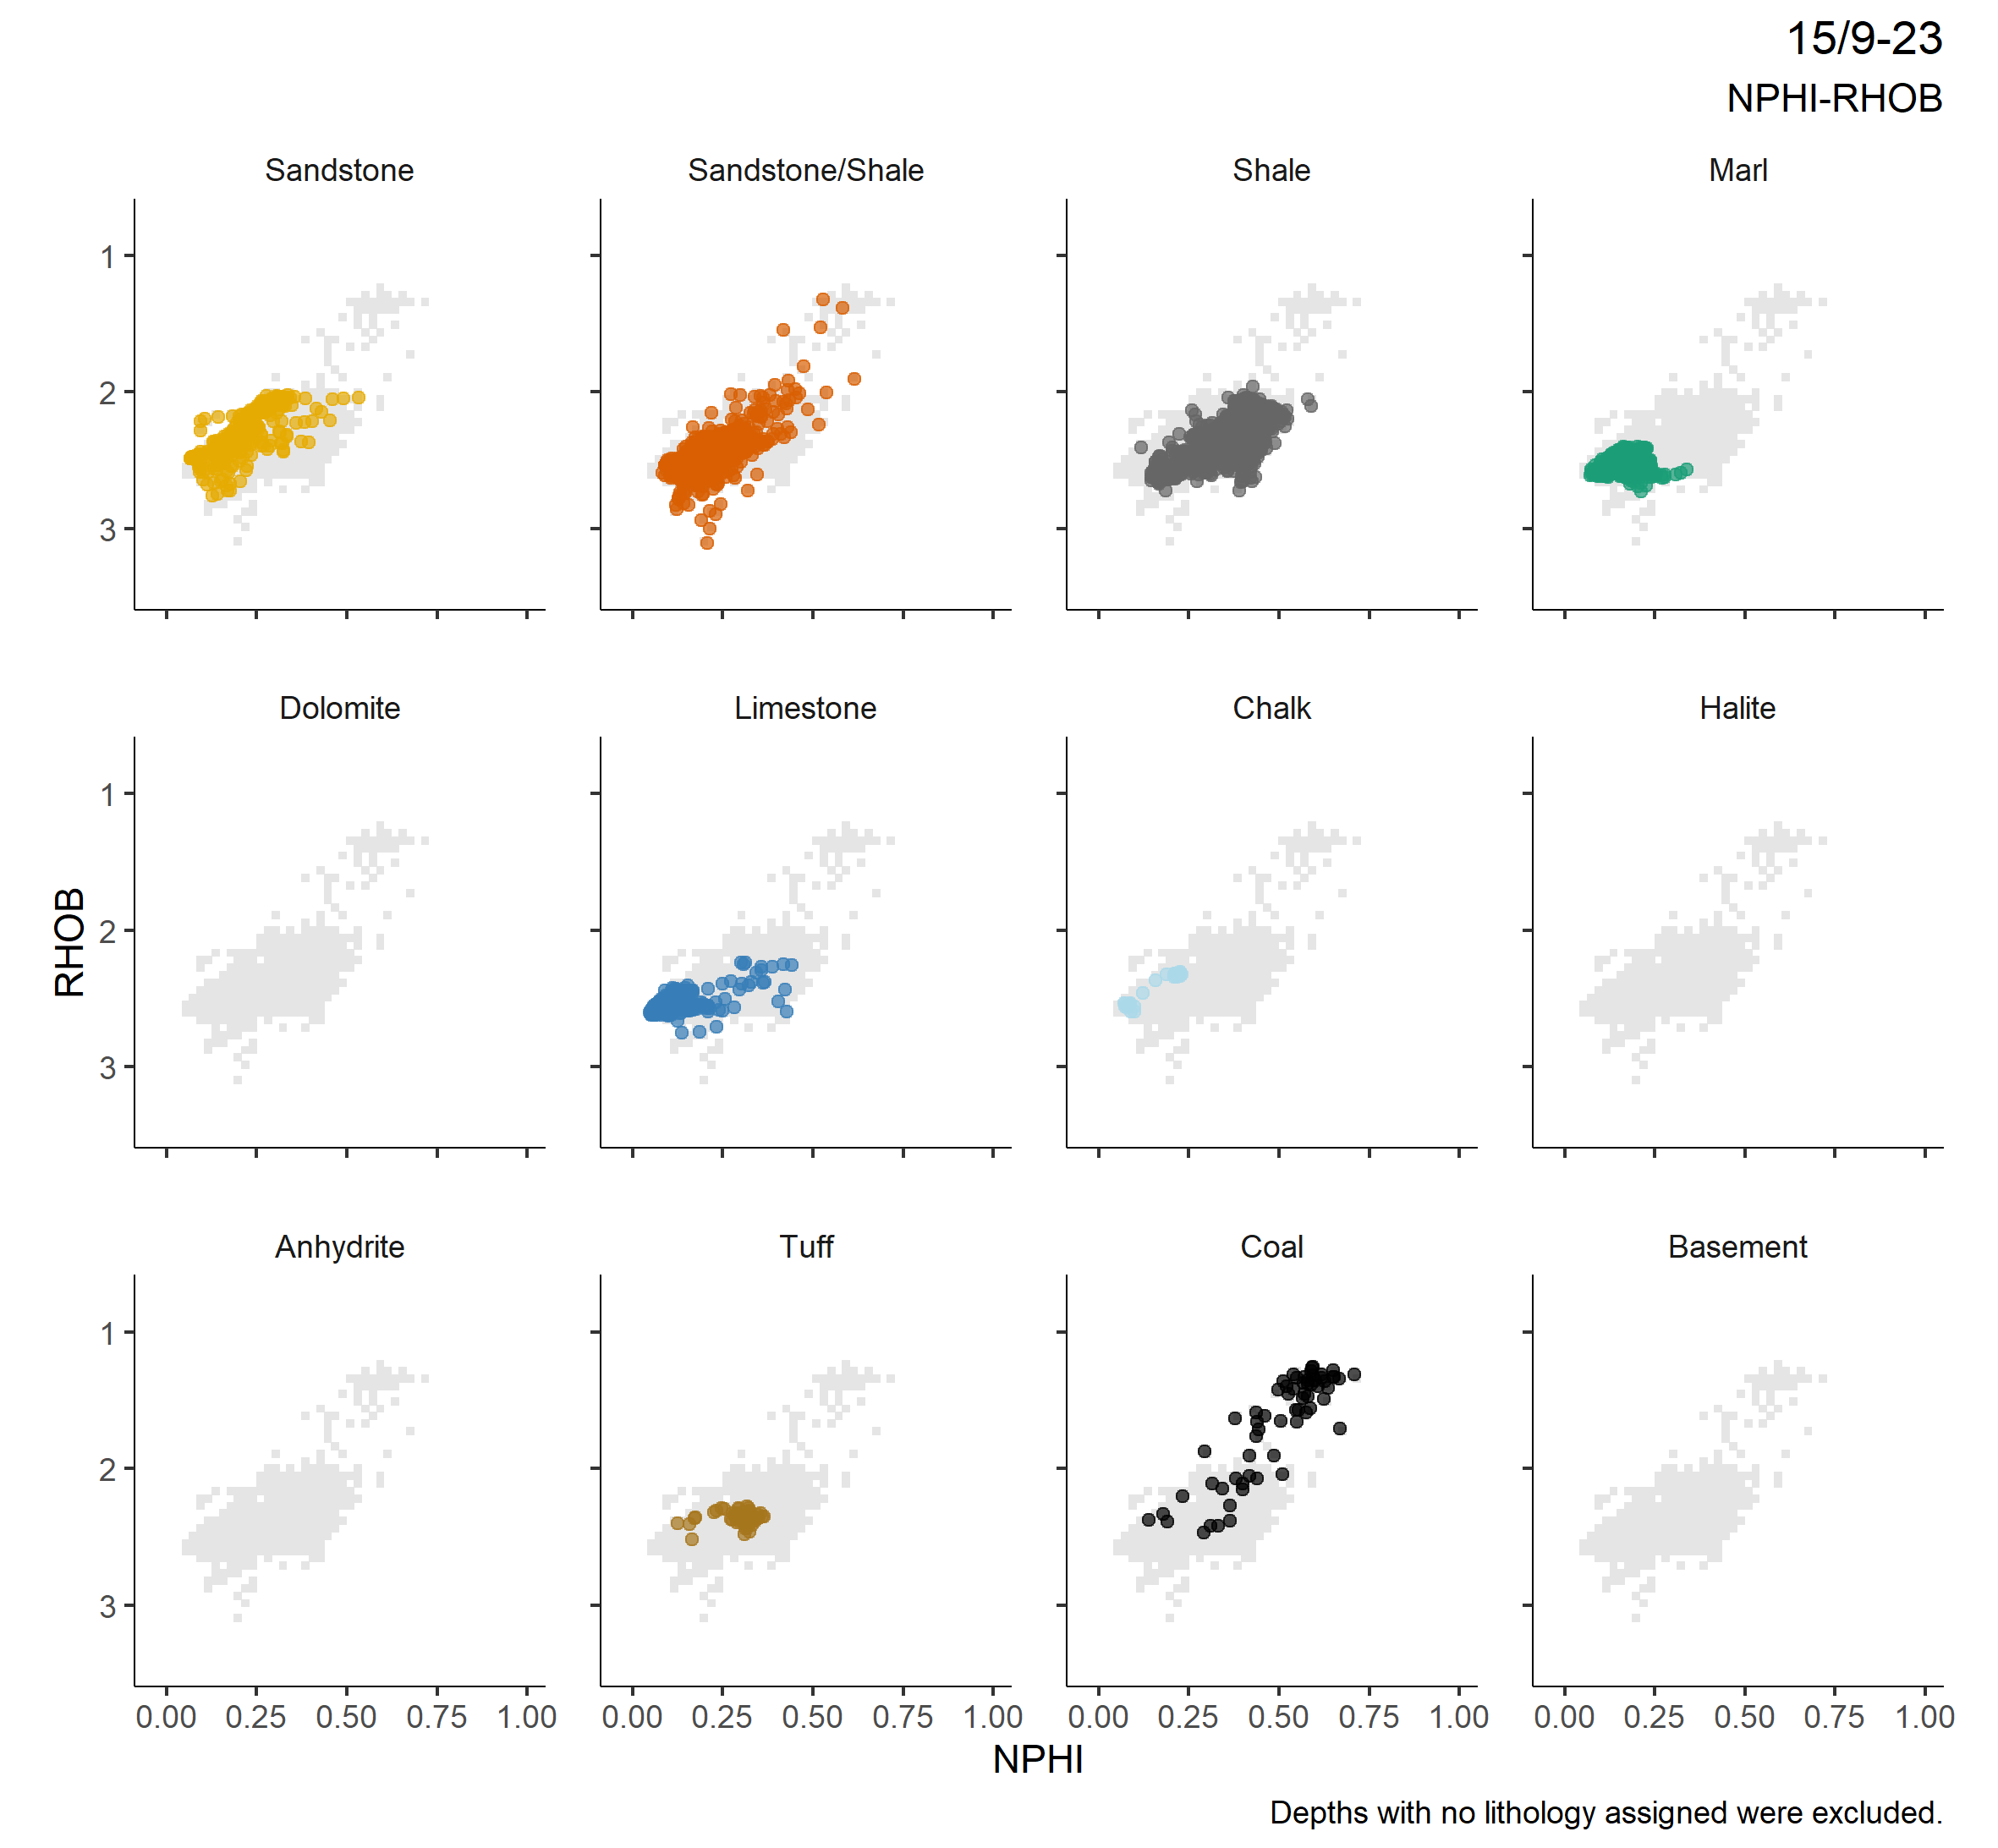 15/9-23
NPHI-RHOB
Sandstone Sandstone/Shale Shale Marl
1
2
3
Dolomite Limestone Chalk Halite
1
2
3
RHOB
Anhydrite Tuff Coal Basement
1
2
3
0.00 0.25 0.50 0.75 1.00 0.00 0.25 0.50 0.75 1.00 0.00 0.25 0.50 0.75 1.00 0.00 0.25 0.50 0.75 1.00
NPHI
Depths with no lithology assigned were excluded.